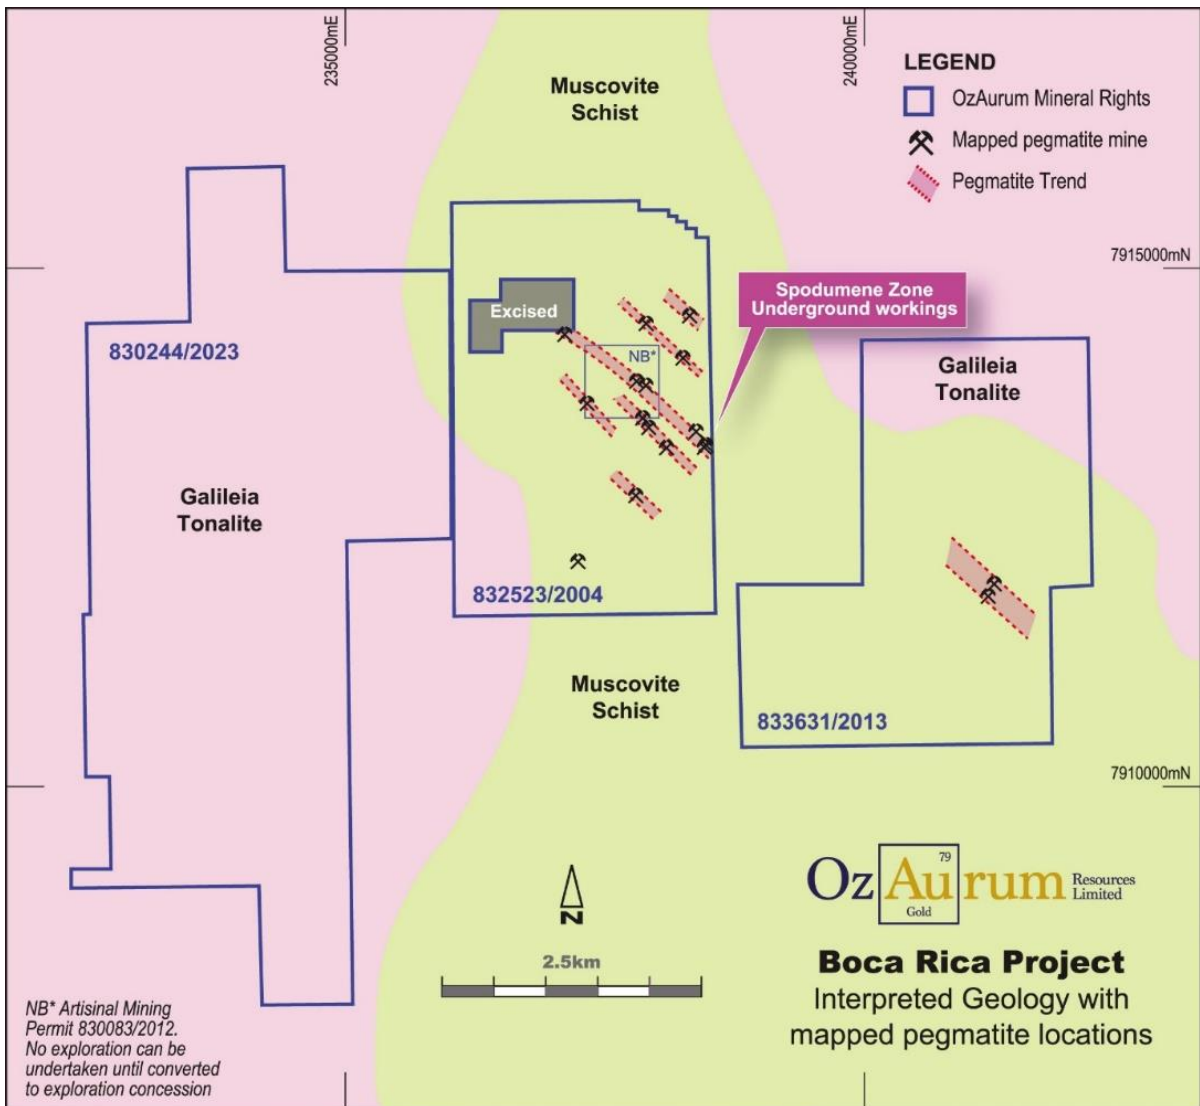 235000mE
240000mE
Muscovite
Schist
LEGEND
OzAurum Mineral Rights
Mapped pegmatite mine
Pegmatite Trend
7915000mN
Spodumene Zone
Underground workings
Excised
NB*
830244/2023
Galileia
Tonalite
Galileia
Tonalite
832523/2004
Muscovite
Schist
833631/2013
7910000mN
N
2.5km
79
OzAurum Resources
Limited
Gold
Boca Rica Project
Interpreted Geology with
mapped pegmatite locations
NB* Artisinal Mining
Permit 830083/2012.
No exploration can be
undertaken until converted
to exploration concession